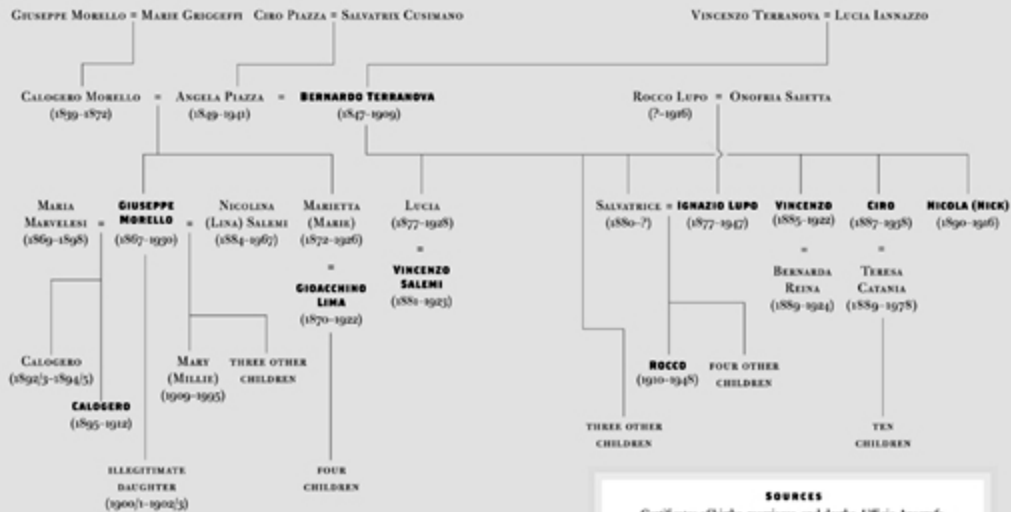 GIUSEPPE MORELLO = MARIE GRIGGEFFI CIRO PIAZZA = SALVATRIX CUSIMANO VINCENZO TERRANOVA = LUCIA IANNAZZO
CALOGERO MORELLO = ANGELA PIAZZA = BERNARDO TERRANOVA ROCCO LUPO = ONOFRIA SAIETTA
(1839–1872) (1849–1941) (1847–1909) (?–1916)
MARIA
MARVELESI =
(1869–1898)
GIUSEPPE
MORELLO =
(1867–1930)
NICOLINA
(LINA) SALEMI
(1884–1967)
MARIETTA
(MARIE)
(1872–1926)
=
GIOACCHINO
LIMA
(1870–1922)
LUCIA
(1877–1928)
=
VINCENZO
SALEMI
(1881–1923)
SALVATRICE = IGNAZIO LUPO
(1880–?) (1877–1947)
VINCENZO
(1885–1922)
=
BERNARDA
REINA
(1889–1924)
CIRO
(1887–1938)
=
TERESA
CATANIA
(1889–1978)
NICOLA (NICK)
(1890–1916)
CALOGERO
(1892/3–1894/5)
CALOGERO
(1895–1912)
ILLEGITIMATE
DAUGHTER
(1900/1–1902/3)
MARY
(MILLIE)
(1909–1995)
THREE OTHER
CHILDREN
FOUR
CHILDREN
THREE OTHER
CHILDREN
ROCCO
(1910–1948)
FOUR OTHER
CHILDREN
TEN
CHILDREN
SOURCES